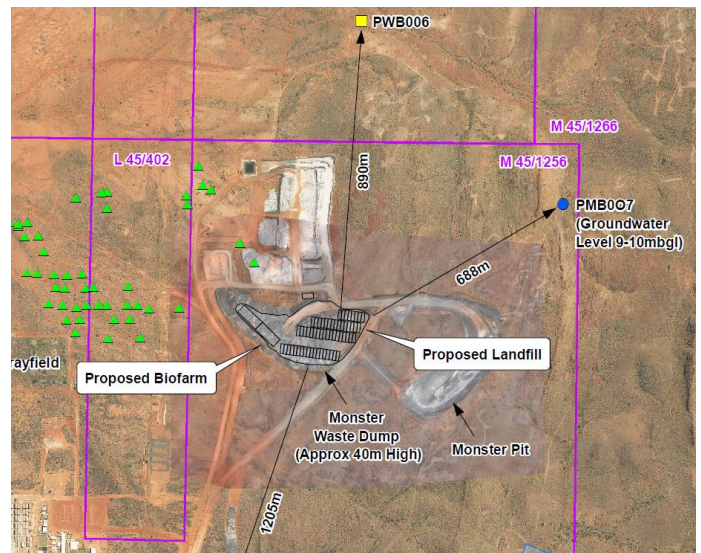 PWB006
M 45/1266
L 45/402
M 45/1256
890m
PMB0O7
(Groundwater
Level 9-10mbgl)
688m
rayfield
Proposed Biofarm
Proposed Landfill
Monster
Waste Dump
(Approx 40m High)
Monster Pit
1205m